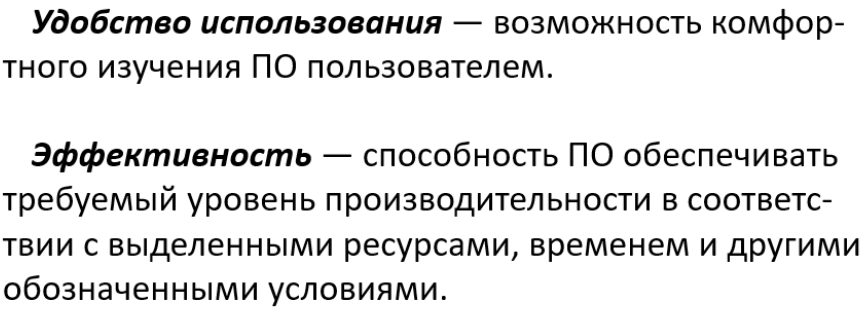 Удобство использования — возможность комфор-
тного изучения ПО пользователем.
Эффективность — способность ПО обеспечивать
требуемый уровень производительности в соответс-
твии с выделенными ресурсами, временем и другими
обозначенными условиями.